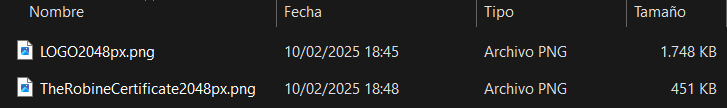 Nombre Fecha Tipo Tamaño
LOGO2048px.png 10/02/2025 18:45 Archivo PNG 1.748 KB
TheRobineCertificate2048px.png 10/02/2025 18:48 Archivo PNG 451 KB